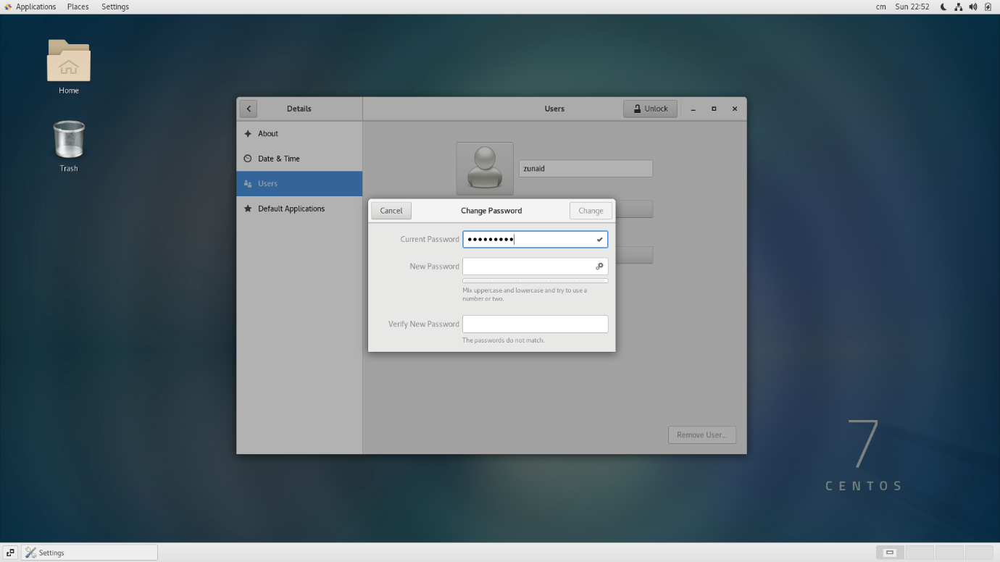 Applications Places Settings
cm Sun 22:52
Home
Trash
Details
Users
Unlock
About
Date & Time
Users
Default Applications
zunaid
Cancel
Change Password
Change
Current Password
•••••••••
New Password
Mix uppercase and lowercase and try to use a
number or two.
Verify New Password
The passwords do not match.
Remove User...
7
CENTOS
Settings